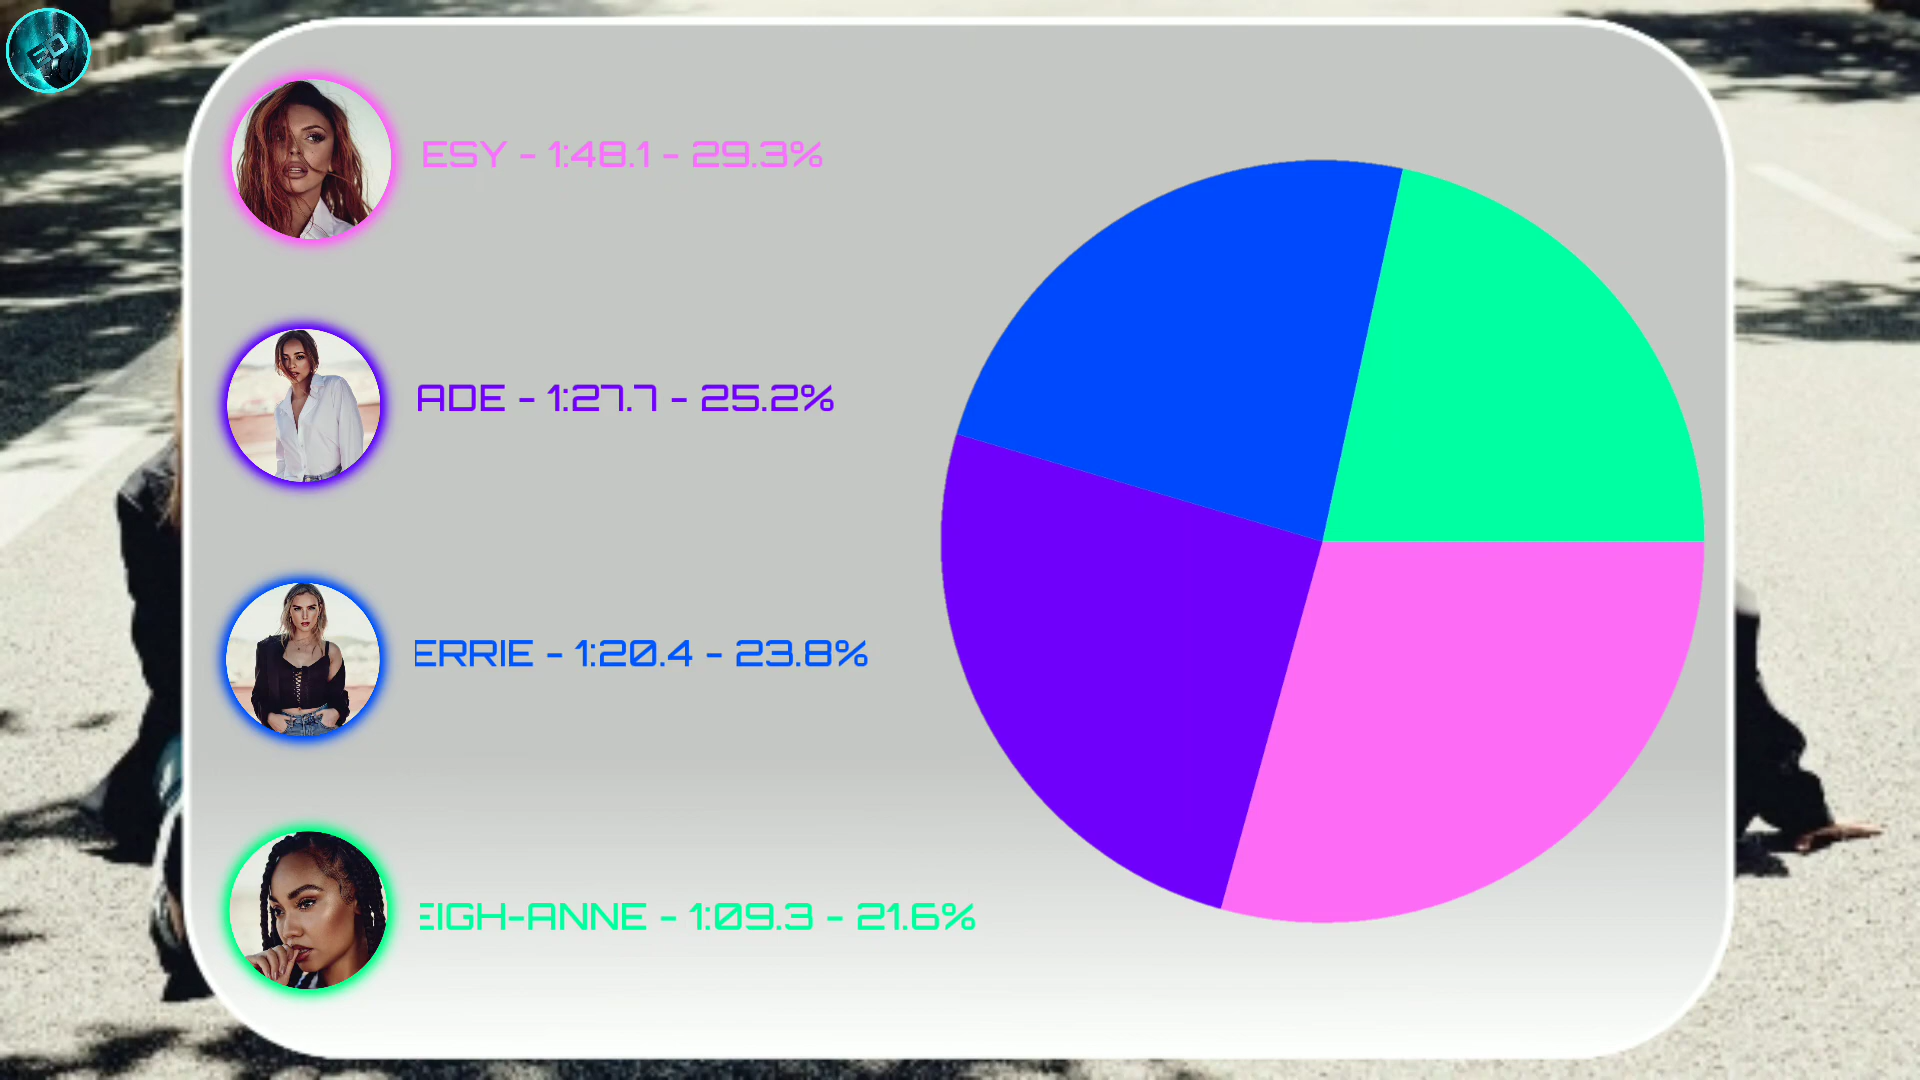 3D
ESY - 1:48.1 - 29.3%
ADE - 1:27.7 - 25.2%
ERRIE - 1:20.4 - 23.8%
EIGH-ANNE - 1:09.3 - 21.6%